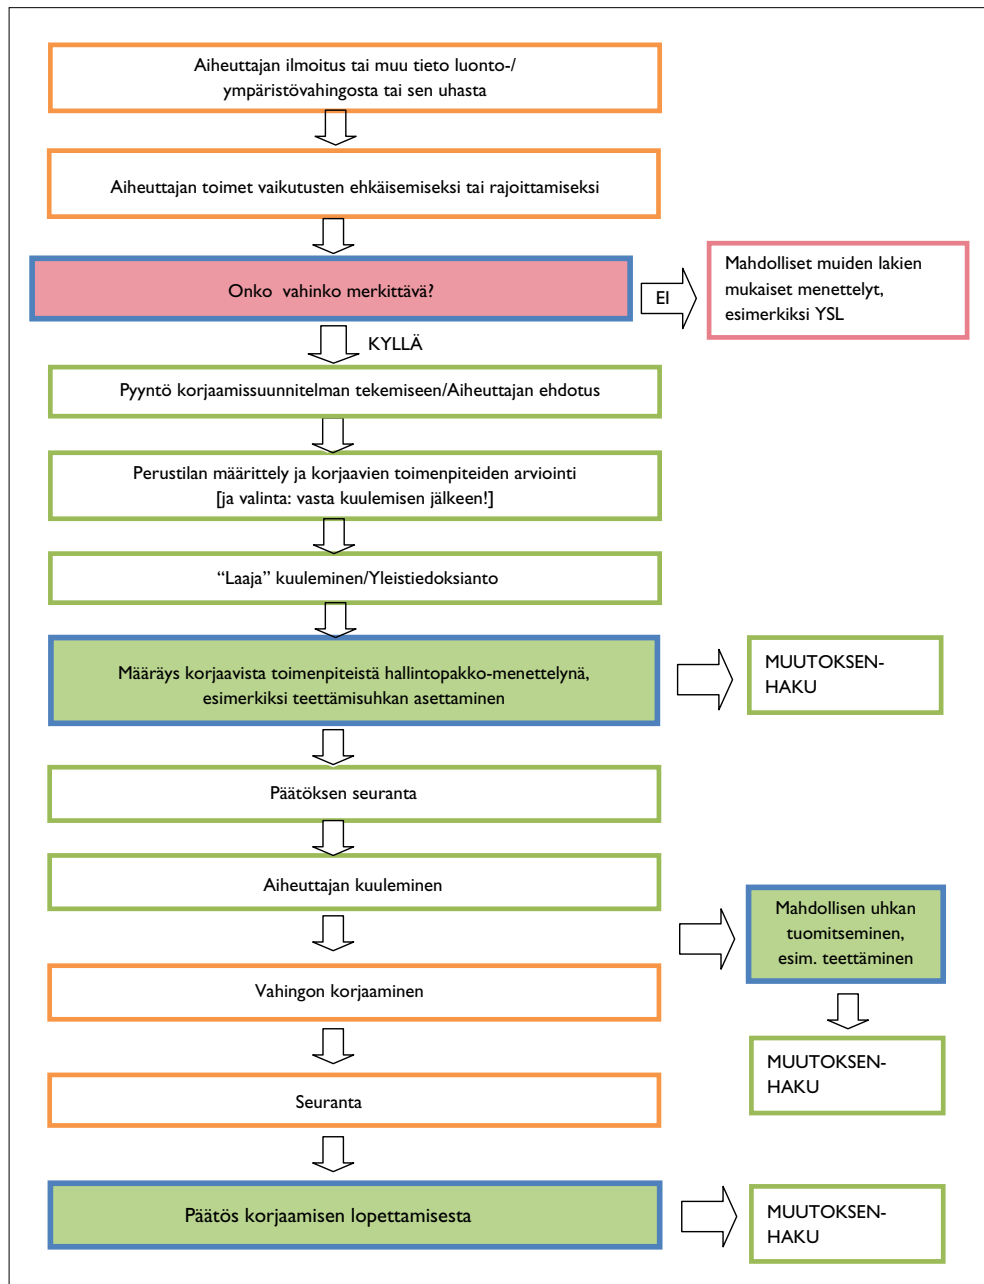 Aiheuttajan ilmoitus tai muu tieto luonto-/
ympäristövahingosta tai sen uhasta
Aiheuttajan toimet vaikutusten ehkäisemiseksi tai rajoittamiseksi
Onko vahinko merkittävä?
EI
Mahdolliset muiden lakien
mukaiset menettelyt,
esimerkiksi YSL
KYLLÄ
Pyyntö korjaamissuunnitelman tekemiseen/Aiheuttajan ehdotus
Perustilan määrittely ja korjaavien toimenpiteiden arviointi
[ja valinta: vasta kuulemisen jälkeen!]
“Laaja” kuuleminen/Yleistiedoksianto
Määräys korjaavista toimenpiteistä hallintopakko-menettelynä,
esimerkiksi teettämisuhkan asettaminen
MUUTOKSEN-
HAKU
Päätöksen seuranta
Aiheuttajan kuuleminen
Mahdollisen uhkan
tuomitseminen,
esim. teettäminen
Vahingon korjaaminen
MUUTOKSEN-
HAKU
Seuranta
Päätös korjaamisen lopettamisesta
MUUTOKSEN-
HAKU